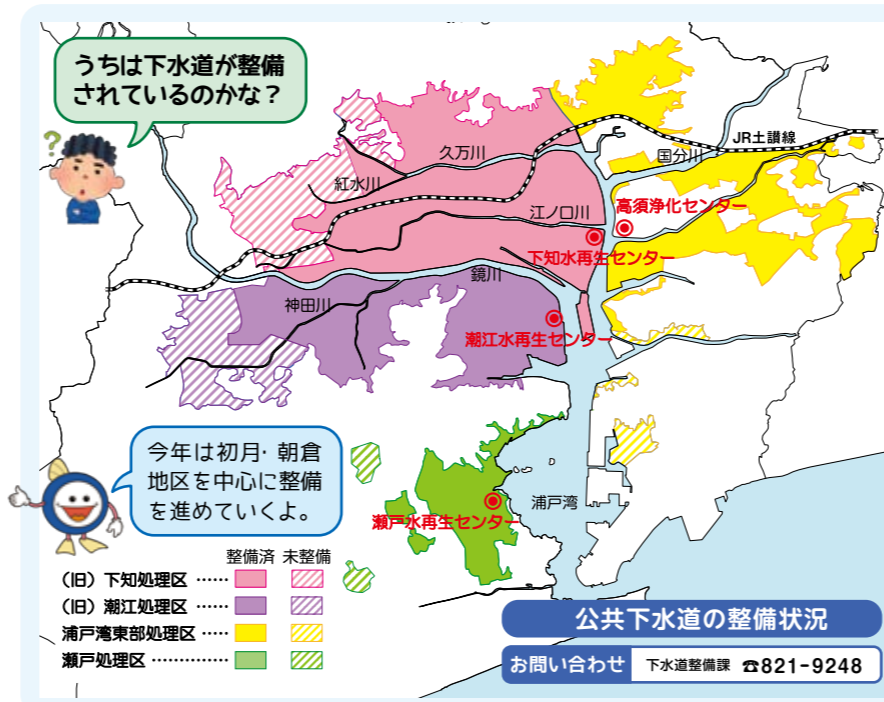 うちは下水道が整備
されているのかな？
JR土讃線
久万川
国分川
紅水川
高須浄化センター
江ノ口川
下知水再生センター
鏡川
神田川
潮江水再生センター
今年は初月・朝倉
地区を中心に整備
を進めていくよ。
瀬戸水再生センター
浦戸湾
整備済 未整備
（旧）下知処理区 ……
（旧）潮江処理区 ……
浦戸湾東部処理区 ……
瀬戸処理区 …………
公共下水道の整備状況
お問い合わせ 下水道整備課 ☎821-9248